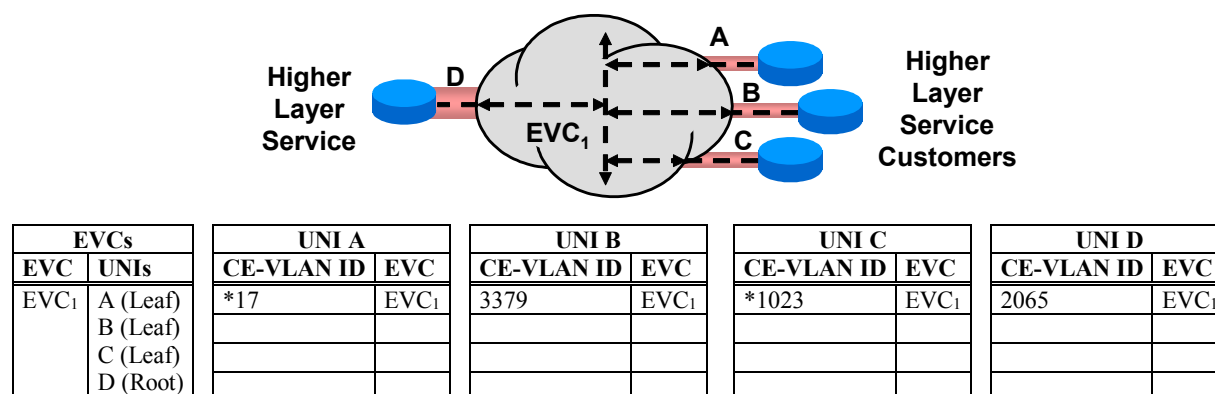 Higher
Layer
Service
D
EVC1
A
B
C
Higher
Layer
Service
Customers
EVCs
EVC UNIs
EVC1 A (Leaf)
B (Leaf)
C (Leaf)
D (Root)
UNI A
CE-VLAN ID EVC
*17 EVC1
UNI B
CE-VLAN ID EVC
3379 EVC1
UNI C
CE-VLAN ID EVC
*1023 EVC1
UNI D
CE-VLAN ID EVC
2065 EVC1